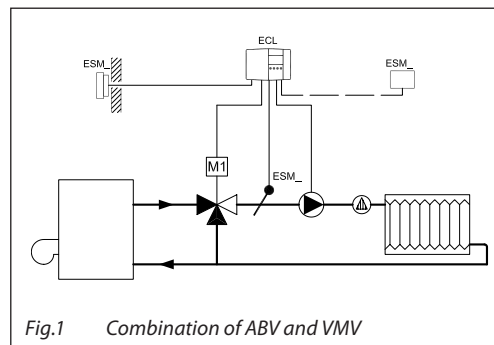 ECL
ESM_
ESM_
M1
ESM_
Fig.1 Combination of ABV and VMV